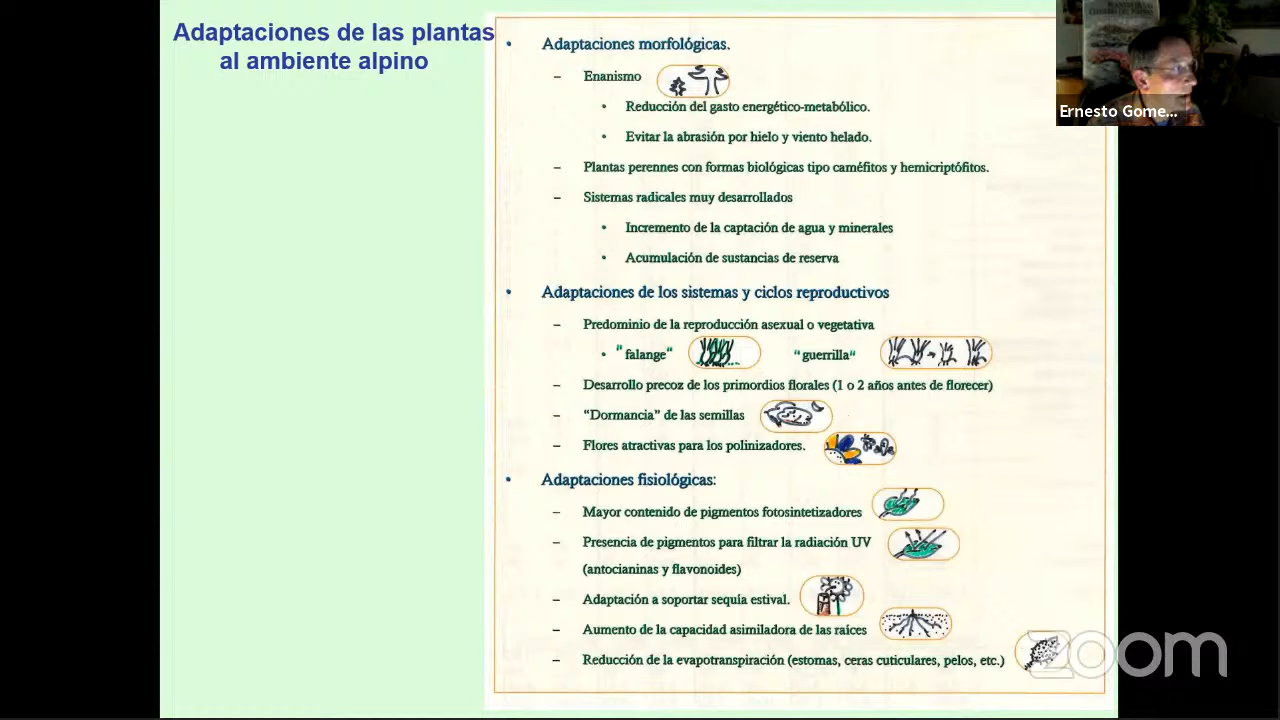 Adaptaciones de las plantas
al ambiente alpino
• Adaptaciones morfológicas.
– Enanismo
• Reducción del gasto energético-metabólico.
• Evitar la abrasión por hielo y viento helado.
– Plantas perennes con formas biológicas tipo caméfitos y hemicriptófitos.
– Sistemas radicales muy desarrollados
• Incremento de la captación de agua y minerales
• Acumulación de sustancias de reserva
• Adaptaciones de los sistemas y ciclos reproductivos
– Predominio de la reproducción asexual o vegetativa
• "falange" "guerrilla"
– Desarrollo precoz de los primordios florales (1 o 2 años antes de florecer)
– “Dormancia” de las semillas
– Flores atractivas para los polinizadores.
• Adaptaciones fisiológicas:
– Mayor contenido de pigmentos fotosintetizadores
– Presencia de pigmentos para filtrar la radiación UV
(antocianinas y flavonoides)
– Adaptación a soportar sequía estival.
– Aumento de la capacidad asimiladora de las raíces
– Reducción de la evapotranspiración (estomas, ceras cuticulares, pelos, etc.)
Ernesto Gome...
zoom